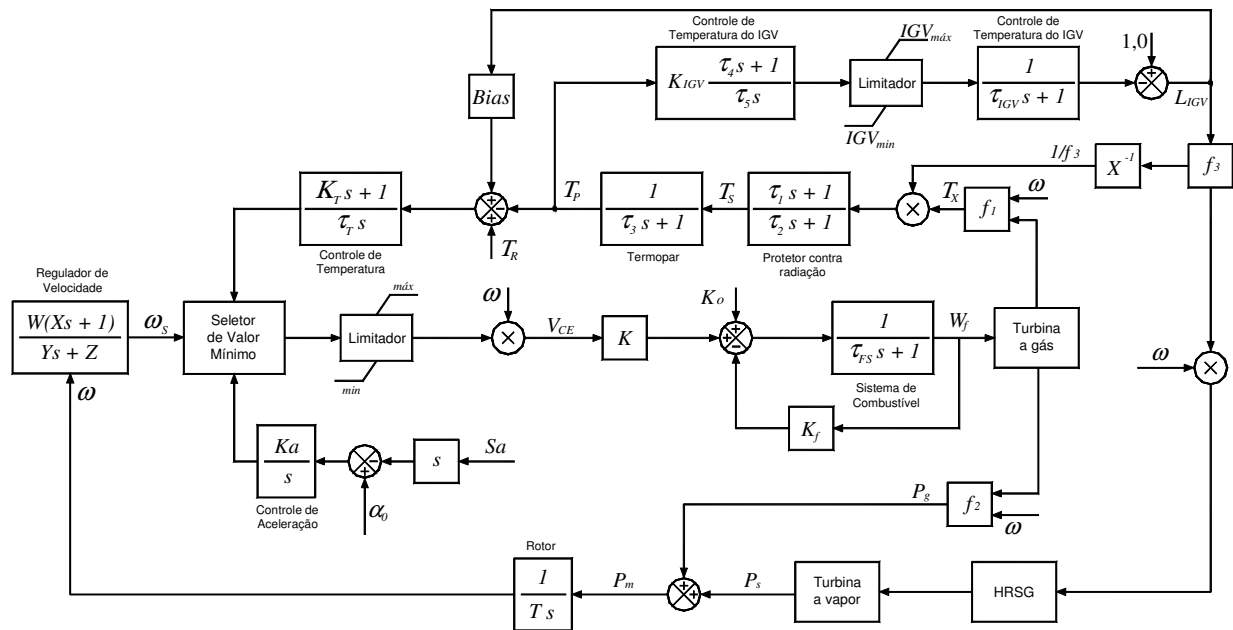 Controle de
Temperatura do IGV
IGVmáx
Controle de
Temperatura do IGV
1,0
Bias
K_IGV (τ4 s + 1) / (τ5 s)
Limitador
1 / (τ_IGV s + 1)
+
-
L_IGV
IGVmin
1/f3
X^-1
f3
K_T s + 1 / τ_T s
+
-
+
T_P
1 / (τ3 s + 1)
T_S
τ1 s + 1 / τ2 s + 1
×
T_X
f1
ω
Controle de
Temperatura
T_R
Termopar
Protetor contra
radiação
Regulador de
Velocidade
máx
ω
Ko
W(Xs + 1) / Ys + Z
ω_s
Seletor
de Valor
Mínimo
Limitador
×
V_CE
K
+
+
-
1 / (τ_FS s + 1)
W_f
Turbina
a gás
ω
×
min
Sistema de
Combustível
ω
K_f
Ka / s
-
+
s
Sa
Controle de
Aceleração
α0
P_g
f2
ω
Rotor
1 / T s
P_m
+
+
P_s
Turbina
a vapor
HRSG